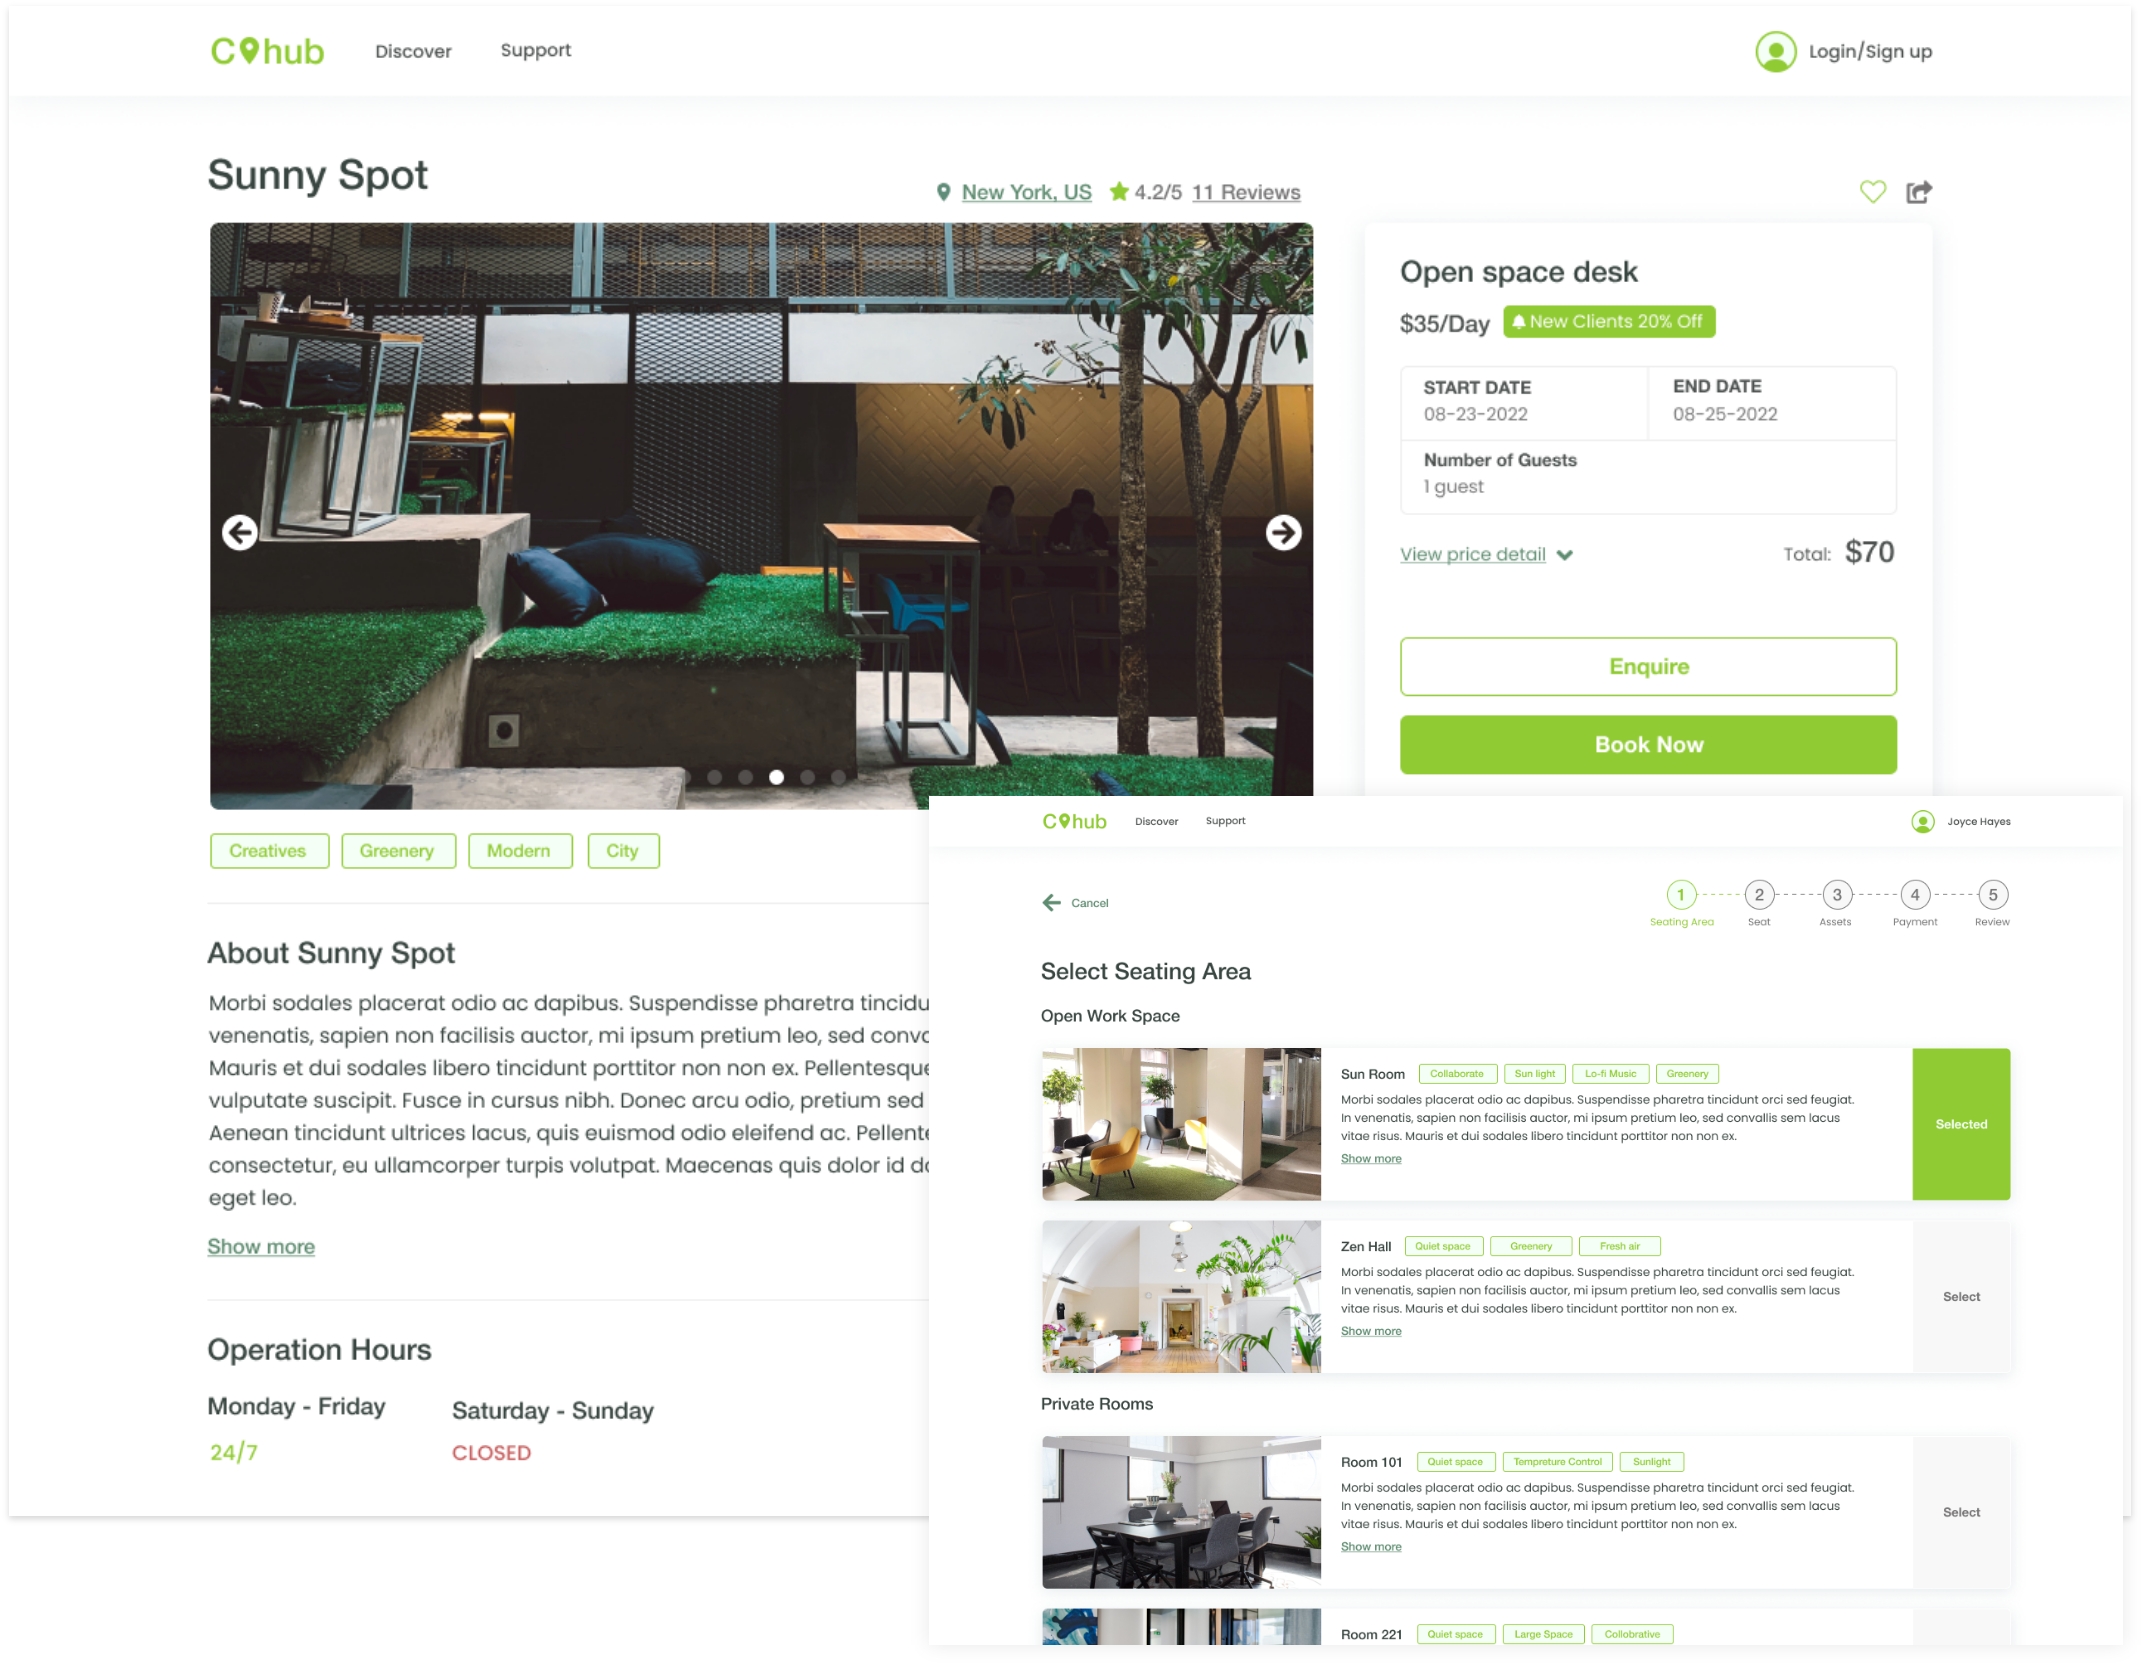 C hub
Discover
Support
Login/Sign up
Sunny Spot
New York, US
4.2/5
11 Reviews
Open space desk
$35/Day
New Clients 20% Off
START DATE
08-23-2022
END DATE
08-25-2022
Number of Guests
1 guest
View price detail
Total: $70
Enquire
Book Now
Creatives
Greenery
Modern
City
About Sunny Spot
Morbi sodales placerat odio ac dapibus. Suspendisse pharetra tincidu
venenatis, sapien non facilisis auctor, mi ipsum pretium leo, sed convc
Mauris et dui sodales libero tincidunt porttitor non non ex. Pellentesque
vulputate suscipit. Fusce in cursus nibh. Donec arcu odio, pretium sed
Aenean tincidunt ultrices lacus, quis euismod odio eleifend ac. Pellente
consectetur, eu ullamcorper turpis volutpat. Maecenas quis dolor id dc
eget leo.
Show more
Operation Hours
Monday - Friday
24/7
Saturday - Sunday
CLOSED
C hub
Discover
Support
Joyce Hayes
Cancel
1
2
3
4
5
Seating Area
Seat
Assets
Payment
Review
Select Seating Area
Open Work Space
Sun Room
Collaborate
Sun light
Lo-fi Music
Greenery
Morbi sodales placerat odio ac dapibus. Suspendisse pharetra tincidunt orci sed feugiat.
In venenatis, sapien non facilisis auctor, mi ipsum pretium leo, sed convallis sem lacus
vitae risus. Mauris et dui sodales libero tincidunt porttitor non non ex.
Show more
Selected
Zen Hall
Quiet space
Greenery
Fresh air
Morbi sodales placerat odio ac dapibus. Suspendisse pharetra tincidunt orci sed feugiat.
In venenatis, sapien non facilisis auctor, mi ipsum pretium leo, sed convallis sem lacus
vitae risus. Mauris et dui sodales libero tincidunt porttitor non non ex.
Show more
Select
Private Rooms
Room 101
Quiet space
Tempreture Control
Sunlight
Morbi sodales placerat odio ac dapibus. Suspendisse pharetra tincidunt orci sed feugiat.
In venenatis, sapien non facilisis auctor, mi ipsum pretium leo, sed convallis sem lacus
vitae risus. Mauris et dui sodales libero tincidunt porttitor non non ex.
Show more
Select
Room 221
Quiet space
Large Space
Collobrative